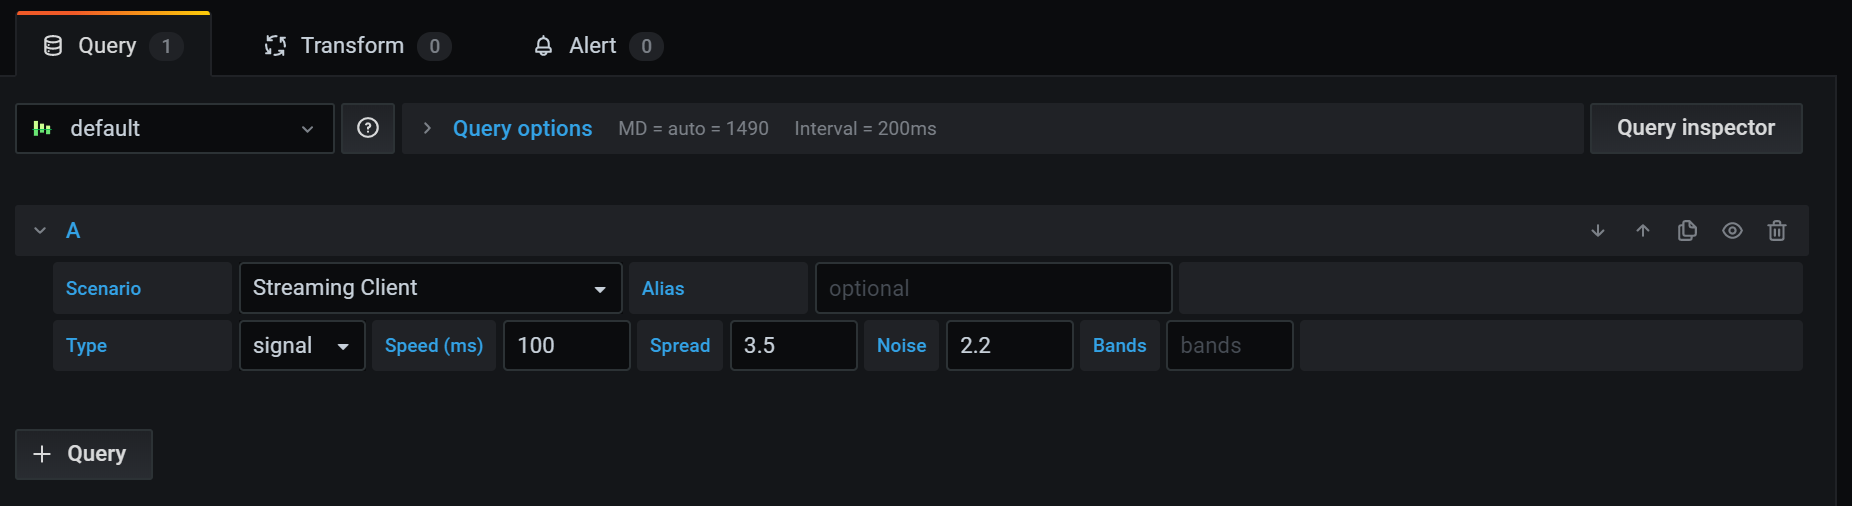 Query 1 Transform 0 Alert 0
default Query options MD = auto = 1490 Interval = 200ms Query inspector
A
Scenario Streaming Client Alias optional
Type signal Speed (ms) 100 Spread 3.5 Noise 2.2 Bands bands
+ Query